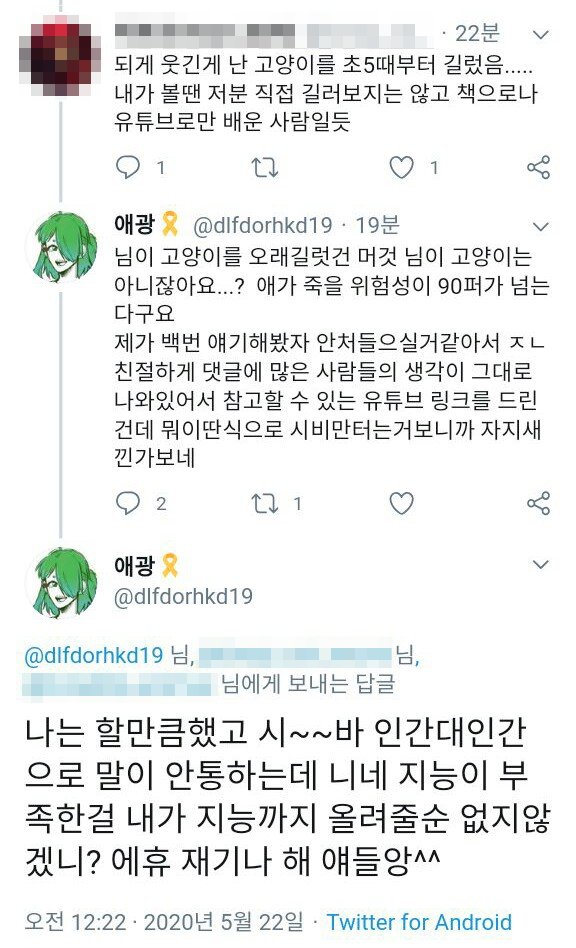 · 22분
되게 웃긴게 난 고양이를 초5때부터 길렀음.....
내가 볼땐 저분 직접 길러보지는 않고 책으로나
유튜브로만 배운 사람일듯
1 1
애광🎗 @dlfdorhkd19 · 19분
님이 고양이를 오래길럿건 머것 님이 고양이는
아니잖아요...? 애가 죽을 위험성이 90퍼가 넘는
다구요
제가 백번 얘기해봤자 안처들으실거같아서 ㅈㄴ
친절하게 댓글에 많은 사람들의 생각이 그대로
나와있어서 참고할 수 있는 유튜브 링크를 드린
건데 뭐이딴식으로 시비만터는거보니까 자지새
낀가보네
2 1
애광🎗
@dlfdorhkd19
@dlfdorhkd19 님, 님,
님에게 보내는 답글
나는 할만큼했고 시~~바 인간대인간
으로 말이 안통하는데 니네 지능이 부
족한걸 내가 지능까지 올려줄순 없지않
겠니? 에휴 재기나 해 얘들앙^^
오전 12:22 · 2020년 5월 22일 · Twitter for Android